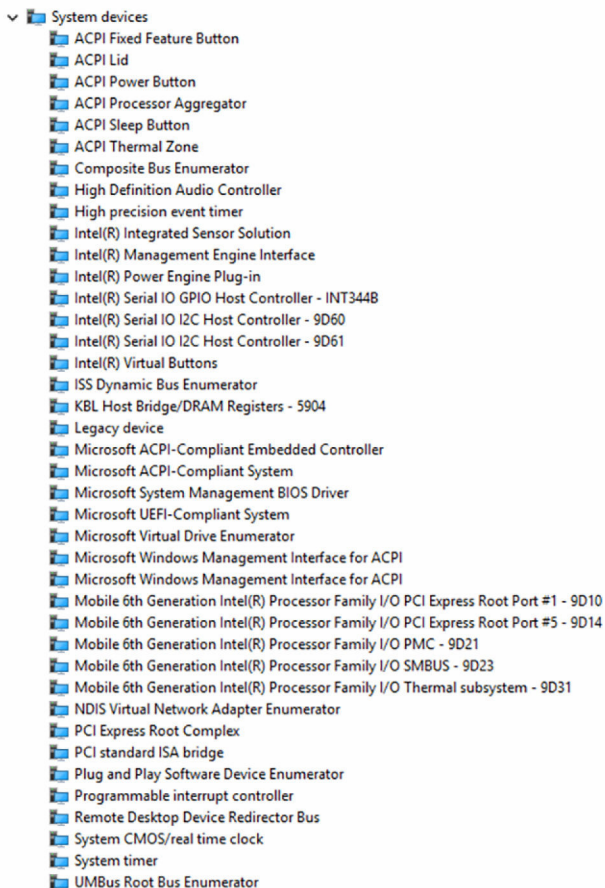 System devices
ACPI Fixed Feature Button
ACPI Lid
ACPI Power Button
ACPI Processor Aggregator
ACPI Sleep Button
ACPI Thermal Zone
Composite Bus Enumerator
High Definition Audio Controller
High precision event timer
Intel(R) Integrated Sensor Solution
Intel(R) Management Engine Interface
Intel(R) Power Engine Plug-in
Intel(R) Serial IO GPIO Host Controller - INT344B
Intel(R) Serial IO I2C Host Controller - 9D60
Intel(R) Serial IO I2C Host Controller - 9D61
Intel(R) Virtual Buttons
ISS Dynamic Bus Enumerator
KBL Host Bridge/DRAM Registers - 5904
Legacy device
Microsoft ACPI-Compliant Embedded Controller
Microsoft ACPI-Compliant System
Microsoft System Management BIOS Driver
Microsoft UEFI-Compliant System
Microsoft Virtual Drive Enumerator
Microsoft Windows Management Interface for ACPI
Microsoft Windows Management Interface for ACPI
Mobile 6th Generation Intel(R) Processor Family I/O PCI Express Root Port #1 - 9D10
Mobile 6th Generation Intel(R) Processor Family I/O PCI Express Root Port #5 - 9D14
Mobile 6th Generation Intel(R) Processor Family I/O PMC - 9D21
Mobile 6th Generation Intel(R) Processor Family I/O SMBUS - 9D23
Mobile 6th Generation Intel(R) Processor Family I/O Thermal subsystem - 9D31
NDIS Virtual Network Adapter Enumerator
PCI Express Root Complex
PCI standard ISA bridge
Plug and Play Software Device Enumerator
Programmable interrupt controller
Remote Desktop Device Redirector Bus
System CMOS/real time clock
System timer
UMBus Root Bus Enumerator